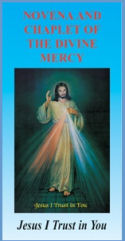 NOVENA AND
CHAPLET OF
THE DIVINE
MERCY
Jesus I Trust in You
Jesus I Trust in You